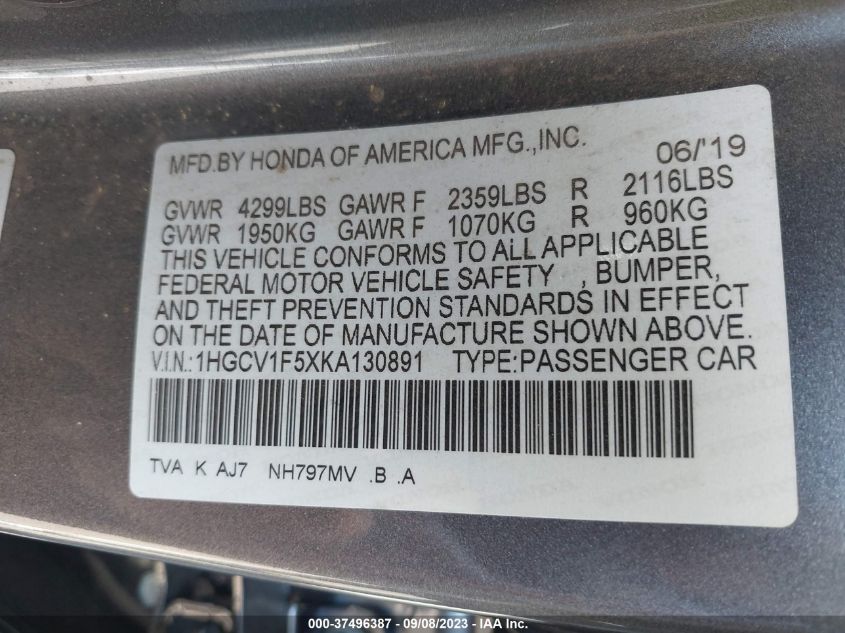 MFD.BY HONDA OF AMERICA MFG.,INC. 06/'19
GVWR 4299LBS GAWR F 2359LBS R 2116LBS
GVWR 1950KG GAWR F 1070KG R 960KG
THIS VEHICLE CONFORMS TO ALL APPLICABLE
FEDERAL MOTOR VEHICLE SAFETY , BUMPER,
AND THEFT PREVENTION STANDARDS IN EFFECT
ON THE DATE OF MANUFACTURE SHOWN ABOVE.
V.I.N.:1HGCV1F5XKA130891 TYPE:PASSENGER CAR
TVA K AJ7 NH797MV .B .A
000-37496387 - 09/08/2023 - IAA Inc.